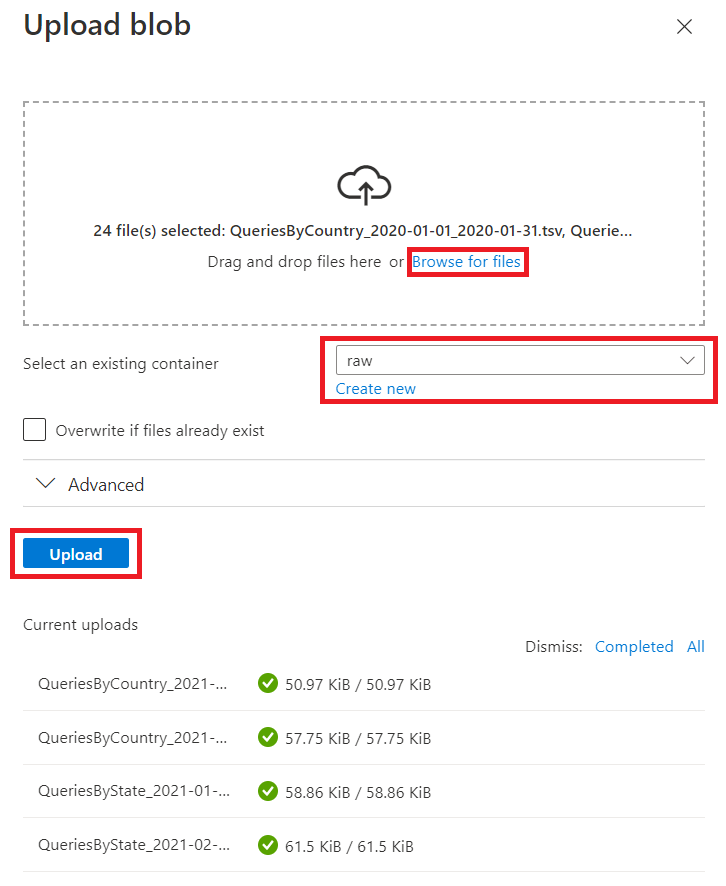 Upload blob
24 file(s) selected: QueriesByCountry_2020-01-01_2020-01-31.tsv, Querie...
Drag and drop files here or Browse for files
Select an existing container
raw
Create new
Overwrite if files already exist
Advanced
Upload
Current uploads
Dismiss: Completed All
QueriesByCountry_2021-... 50.97 KiB / 50.97 KiB
QueriesByCountry_2021-... 57.75 KiB / 57.75 KiB
QueriesByState_2021-01-... 58.86 KiB / 58.86 KiB
QueriesByState_2021-02-... 61.5 KiB / 61.5 KiB